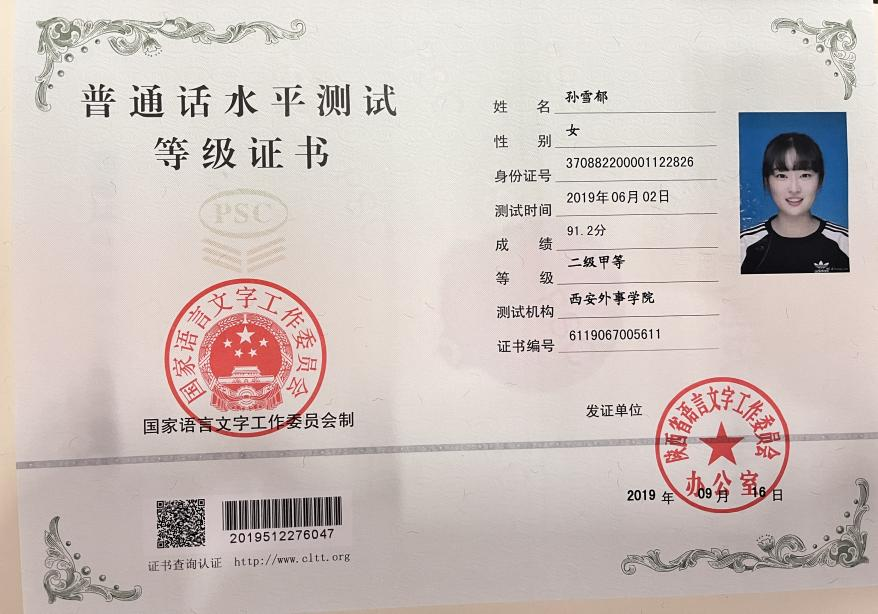 普通话水平测试
等级证书
PSC
国家语言文字工作委员会
国家语言文字工作委员会制
2019512276047
证书查询认证 http://www.cltt.org
姓 名 孙雪郁
性 别 女
身份证号 370882200001122826
测试时间 2019年06月02日
成 绩 91.2分
等 级 二级甲等
测试机构 西安外事学院
证书编号 6119067005611
adidas
发证单位
陕西省语言文字工作委员会
办公室
2019 年 09 月 16 日